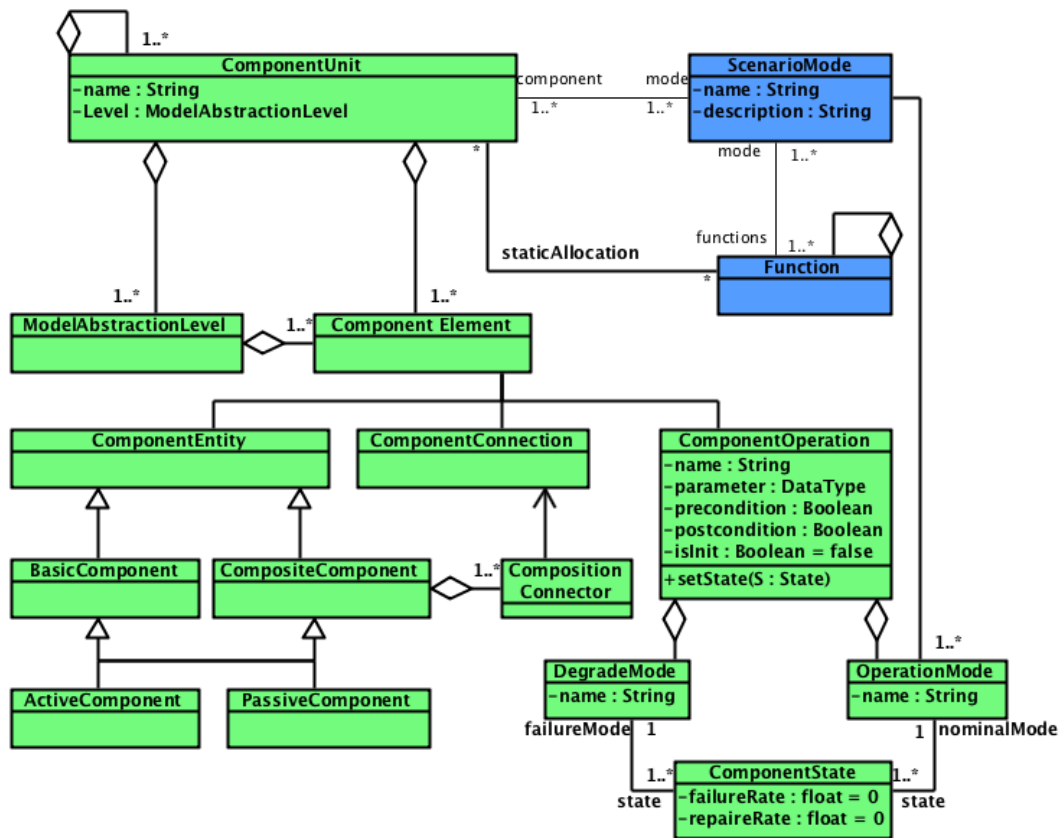 1..*
ComponentUnit
-name : String
-Level : ModelAbstractionLevel
component
mode
1..*
1..*
ScenarioMode
-name : String
-description : String
*
mode
1..*
staticAllocation
functions
1..*
*
Function
1..*
1..*
ModelAbstractionLevel
1..*
Component Element
ComponentEntity
ComponentConnection
ComponentOperation
-name : String
-parameter : DataType
-precondition : Boolean
-postcondition : Boolean
-isInit : Boolean = false
+setState(S : State)
BasicComponent
CompositeComponent
1..*
Composition
Connector
1..*
ActiveComponent
PassiveComponent
DegradeMode
-name : String
OperationMode
-name : String
failureMode
1
1
nominalMode
1..*
state
ComponentState
-failureRate : float = 0
-repaireRate : float = 0
1..*
state